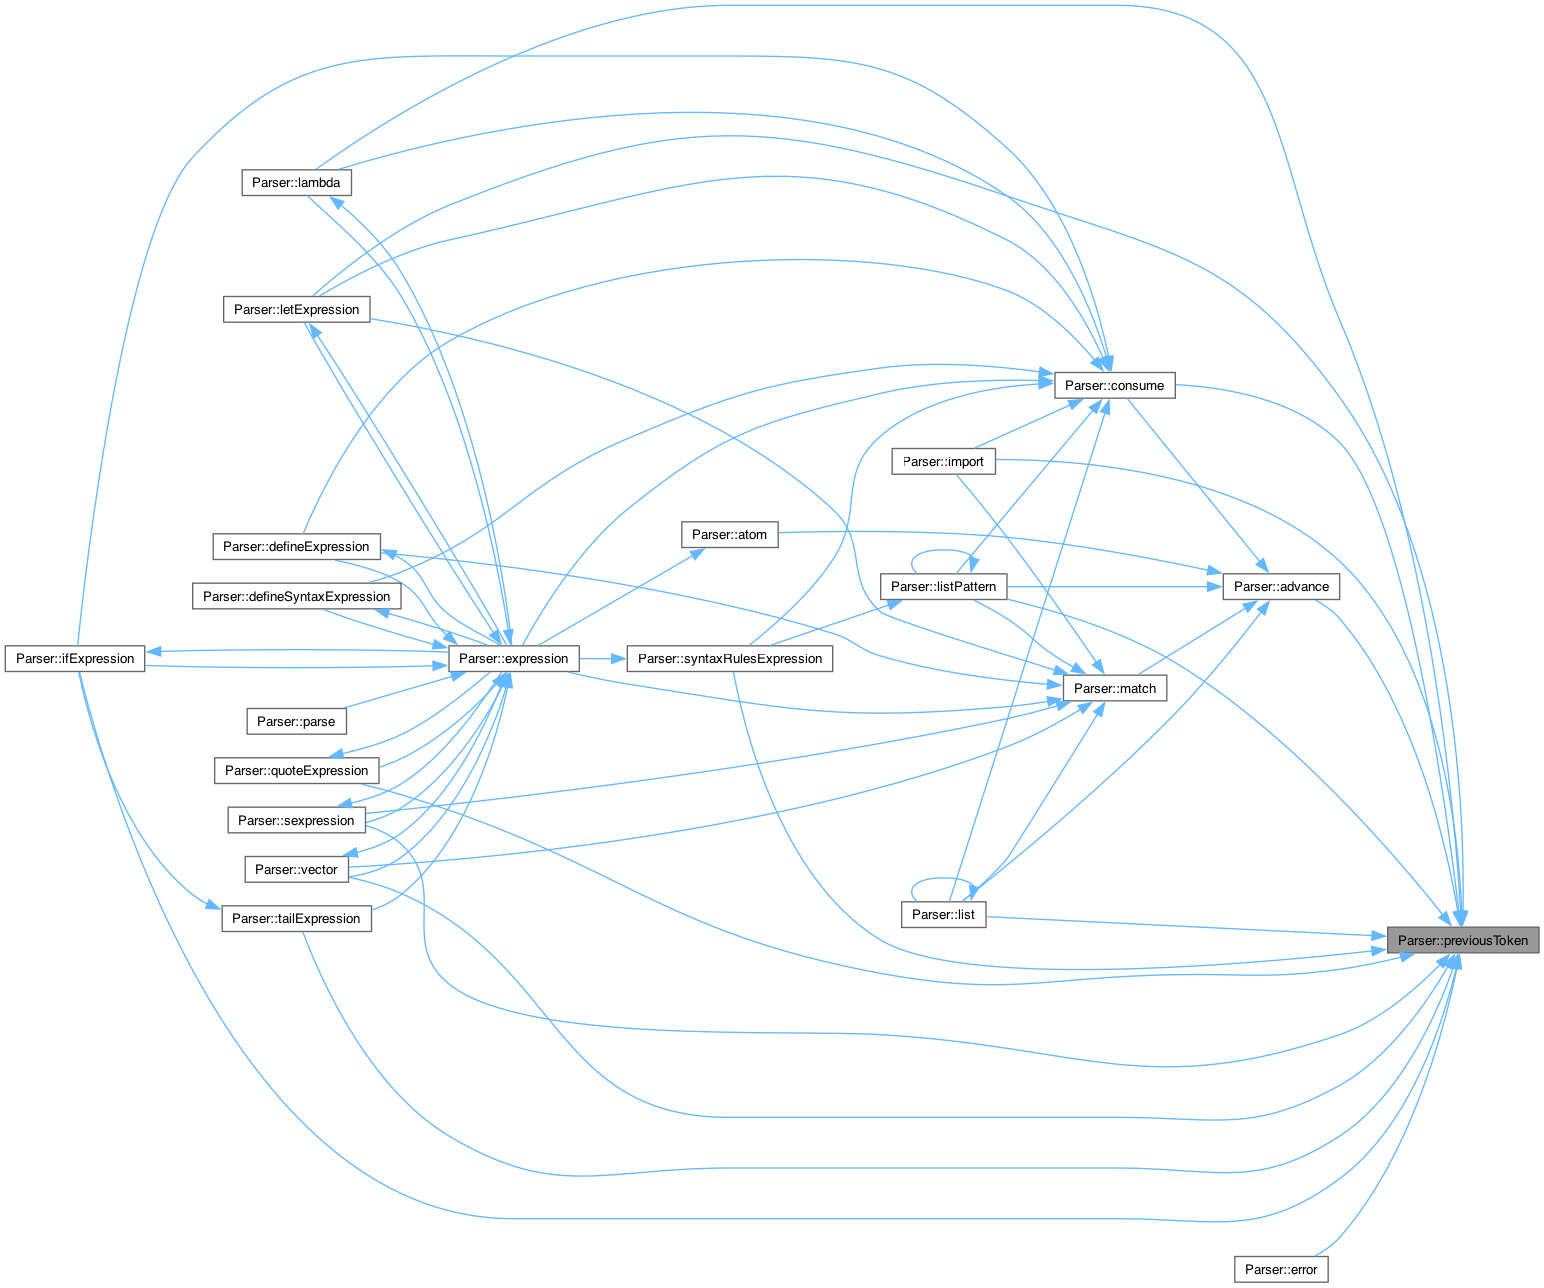 Parser::lambda
Parser::letExpression
Parser::consume
Parser::import
Parser::atom
Parser::defineExpression
Parser::listPattern
Parser::advance
Parser::defineSyntaxExpression
Parser::ifExpression
Parser::expression
Parser::syntaxRulesExpression
Parser::match
Parser::parse
Parser::quoteExpression
Parser::sexpression
Parser::vector
Parser::tailExpression
Parser::list
Parser::previousToken
Parser::error